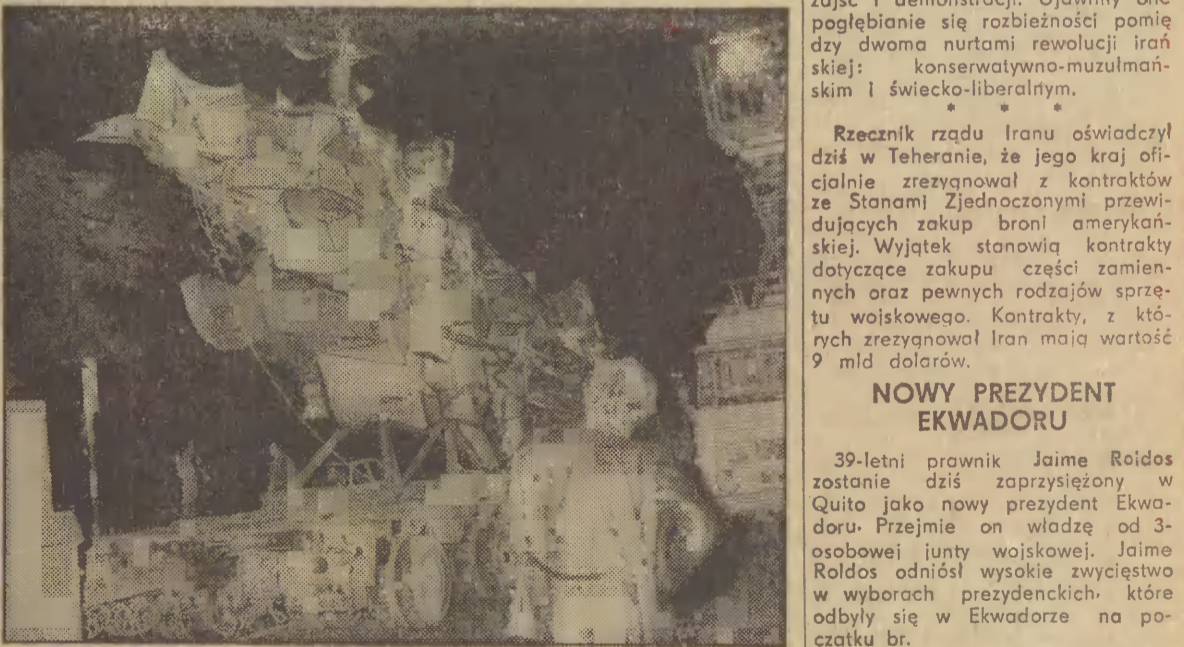 zajść i demonstracji. Ujawniły one
pogłębianie się rozbieżności pomię
dzy dwoma nurtami rewolucji irań
skiej: konserwatywno-muzułmań-
skim i świecko-liberalnym.
* * *
Rzecznik rządu Iranu oświadczył
dziś w Teheranie, że jego kraj ofi-
cjalnie zrezygnował z kontraktów
ze Stanami Zjednoczonymi przewi-
dujących zakup broni amerykań-
skiej. Wyjątek stanowią kontrakty
dotyczące zakupu części zamien-
nych oraz pewnych rodzajów sprzę-
tu wojskowego. Kontrakty, z któ-
rych zrezygnował Iran mają wartość
9 mld dolarów.
NOWY PREZYDENT
EKWADORU
39-letni prawnik Jaime Roldos
zostanie dziś zaprzysiężony w
Quito jako nowy prezydent Ekwa-
doru. Przejmie on władzę od 3-
osobowej junty wojskowej. Jaime
Roldos odniósł wysokie zwycięstwo
w wyborach prezydenckich, które
odbyły się w Ekwadorze na po-
czątku br.